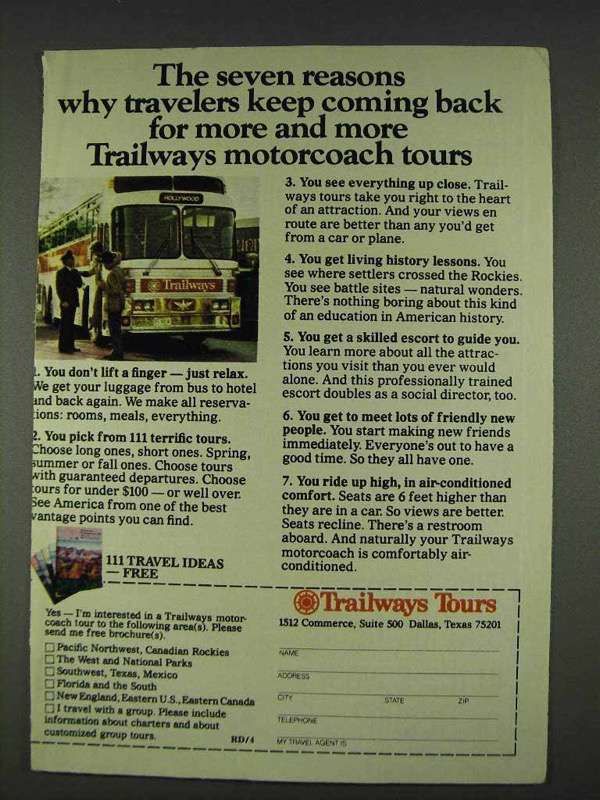 The seven reasons
why travelers keep coming back
for more and more
Trailways motorcoach tours
HOLLYWOOD
Trailways
1. You don't lift a finger — just relax.
We get your luggage from bus to hotel
and back again. We make all reserva-
tions: rooms, meals, everything.
2. You pick from 111 terrific tours.
Choose long ones, short ones. Spring,
summer or fall ones. Choose tours
with guaranteed departures. Choose
tours for under $100 — or well over.
See America from one of the best
vantage points you can find.
3. You see everything up close. Trail-
ways tours take you right to the heart
of an attraction. And your views en
route are better than any you'd get
from a car or plane.
4. You get living history lessons. You
see where settlers crossed the Rockies.
You see battle sites — natural wonders.
There's nothing boring about this kind
of an education in American history.
5. You get a skilled escort to guide you.
You learn more about all the attrac-
tions you visit than you ever would
alone. And this professionally trained
escort doubles as a social director, too.
6. You get to meet lots of friendly new
people. You start making new friends
immediately. Everyone's out to have a
good time. So they all have one.
7. You ride up high, in air-conditioned
comfort. Seats are 6 feet higher than
they are in a car. So views are better.
Seats recline. There's a restroom
aboard. And naturally your Trailways
motorcoach is comfortably air-
conditioned.
111 TRAVEL IDEAS
— FREE
Yes — I'm interested in a Trailways motor-
coach tour to the following area(s). Please
send me free brochure(s).
Pacific Northwest, Canadian Rockies
The West and National Parks
Southwest, Texas, Mexico
Florida and the South
New England, Eastern U.S., Eastern Canada
I travel with a group. Please include
information about charters and about
customized group tours.
RD/4
Trailways Tours
1512 Commerce, Suite 500 Dallas, Texas 75201
NAME
ADDRESS
CITY STATE ZIP
TELEPHONE
MY TRAVEL AGENT IS